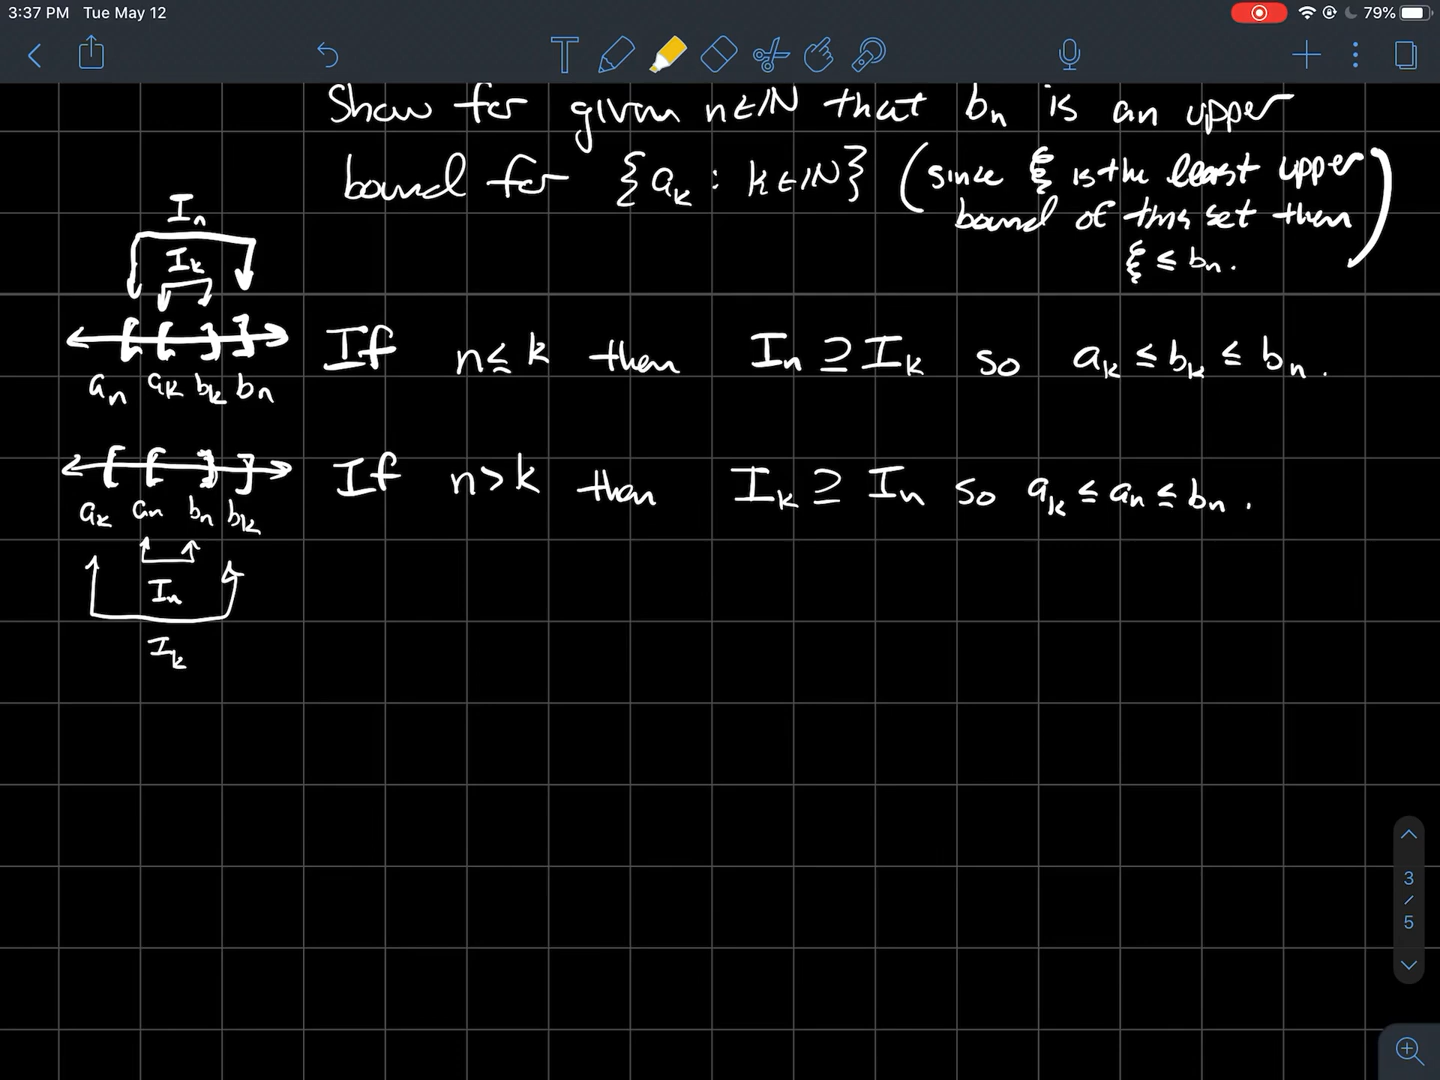 3:37 PM Tue May 12
79%
Show for given n∈ℕ that bₙ is an upper
bound for {aₖ : k∈ℕ} (since ξ is the least upper
bound of this set then
ξ ≤ bₙ.)
Iₙ
Iₖ
aₙ aₖ bₖ bₙ
If n≤k then Iₙ ⊇ Iₖ so aₖ ≤ bₖ ≤ bₙ.
aₖ aₙ bₙ bₖ
If n>k then Iₖ ⊇ Iₙ so aₖ ≤ aₙ ≤ bₙ.
Iₙ
Iₖ
3
/
5